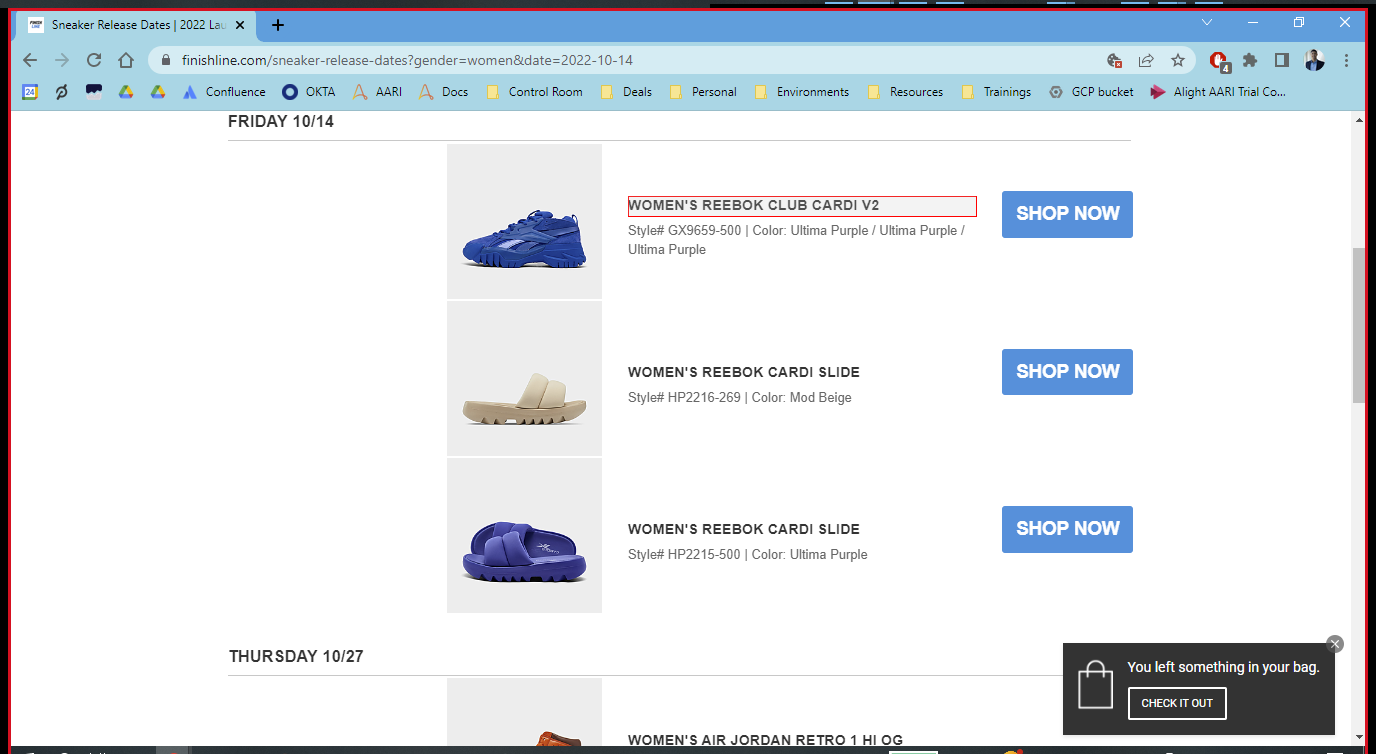 Sneaker Release Dates | 2022 Lau
finishline.com/sneaker-release-dates?gender=women&date=2022-10-14
4
24
Confluence
OKTA
AARI
Docs
Control Room
Deals
Personal
Environments
Resources
Trainings
GCP bucket
Alight AARI Trial Co...
FRIDAY 10/14
WOMEN'S REEBOK CLUB CARDI V2
Style# GX9659-500 | Color: Ultima Purple / Ultima Purple /
Ultima Purple
SHOP NOW
WOMEN'S REEBOK CARDI SLIDE
Style# HP2216-269 | Color: Mod Beige
SHOP NOW
WOMEN'S REEBOK CARDI SLIDE
Style# HP2215-500 | Color: Ultima Purple
SHOP NOW
THURSDAY 10/27
You left something in your bag.
CHECK IT OUT
WOMEN'S AIR JORDAN RETRO 1 HI OG